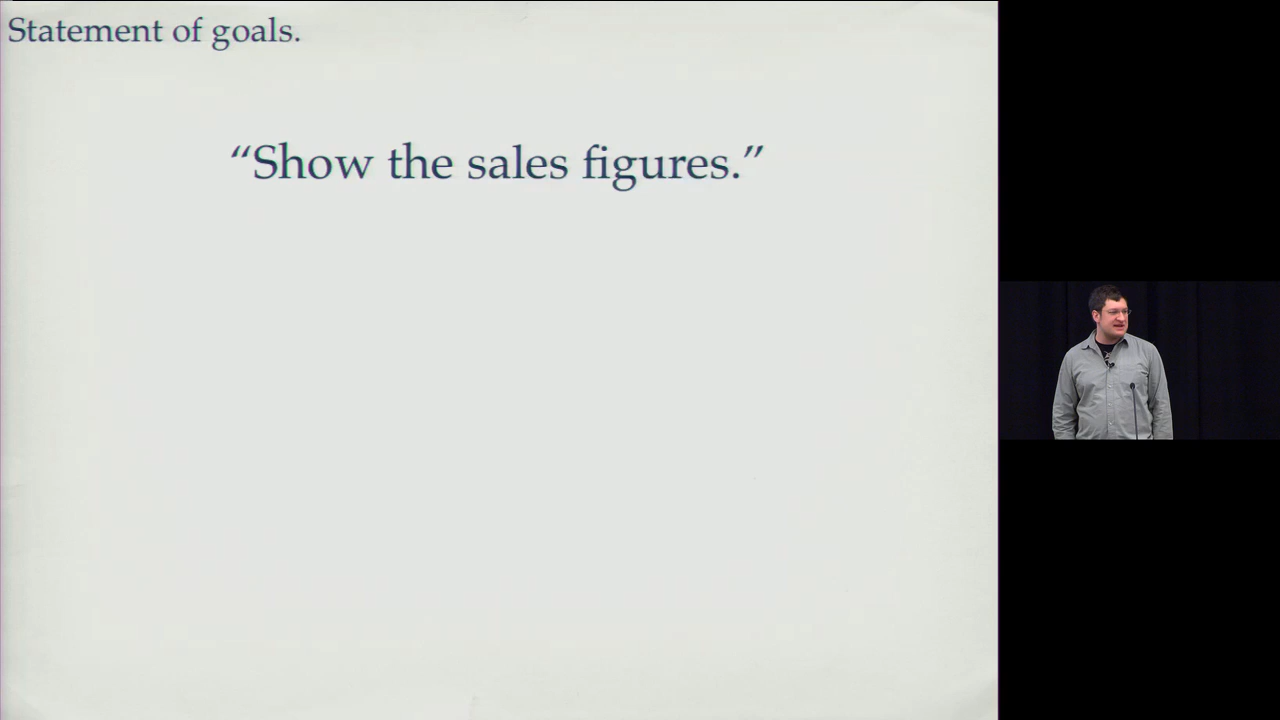 Statement of goals.
“Show the sales figures.”